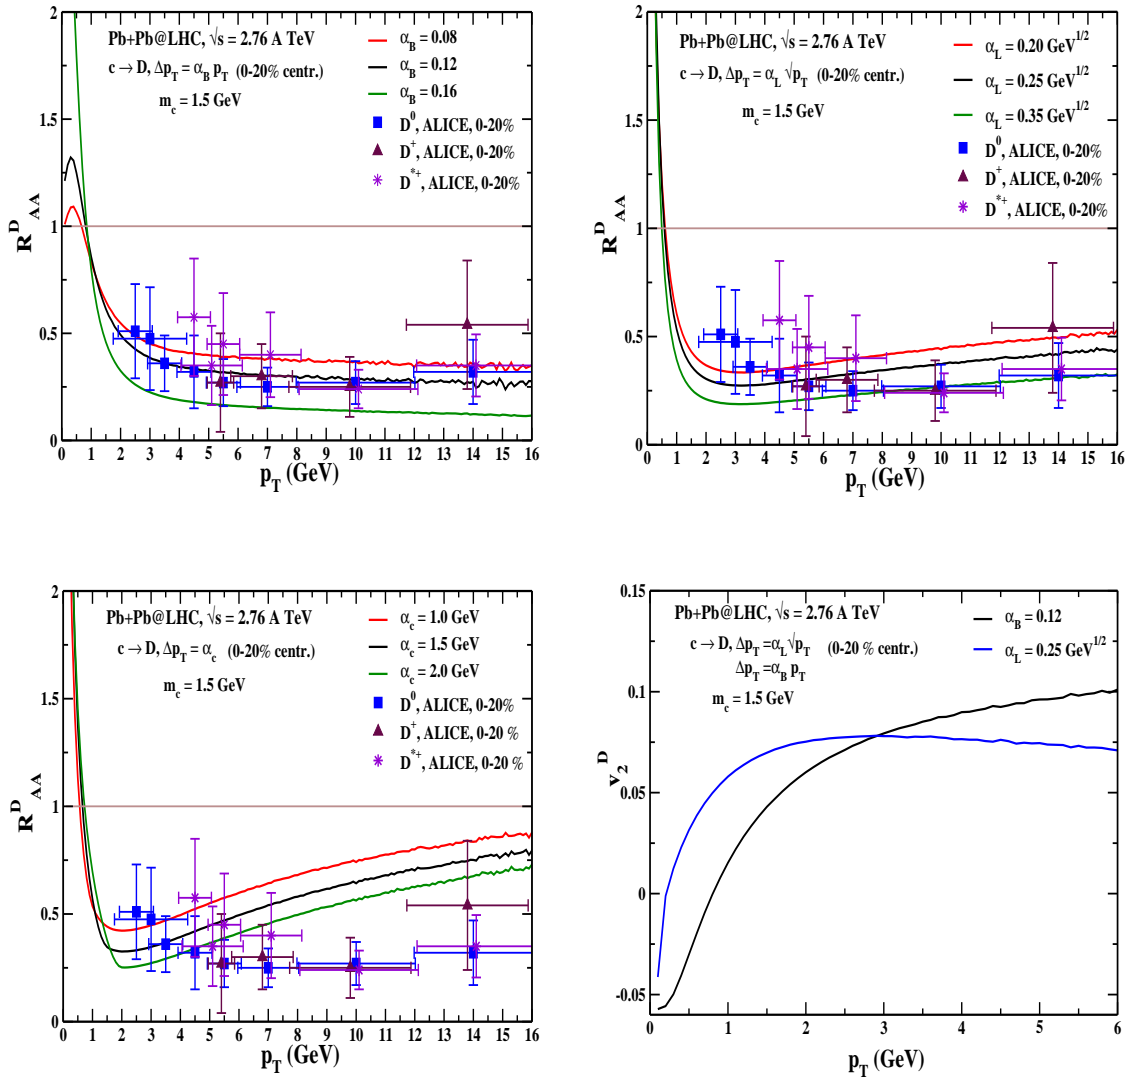 Pb+Pb@LHC, √s = 2.76 A TeV
c → D, Δp_T = α_B p_T (0-20% centr.)
m_c = 1.5 GeV
α_B = 0.08
α_B = 0.12
α_B = 0.16
D^0, ALICE, 0-20%
D^+, ALICE, 0-20%
D^*+, ALICE, 0-20%
R^D_AA
2
1.5
1
0.5
0
0 1 2 3 4 5 6 7 8 9 10 11 12 13 14 15 16
p_T (GeV)
Pb+Pb@LHC, √s = 2.76 A TeV
c → D, Δp_T = α_L √p_T (0-20% centr.)
m_c = 1.5 GeV
α_L = 0.20 GeV^1/2
α_L = 0.25 GeV^1/2
α_L = 0.35 GeV^1/2
D^0, ALICE, 0-20%
D^+, ALICE, 0-20%
D^*+, ALICE, 0-20%
R^D_AA
2
1.5
1
0.5
0
0 1 2 3 4 5 6 7 8 9 10 11 12 13 14 15 16
p_T (GeV)
Pb+Pb@LHC, √s = 2.76 A TeV
c → D, Δp_T = α_c (0-20% centr.)
m_c = 1.5 GeV
α_c = 1.0 GeV
α_c = 1.5 GeV
α_c = 2.0 GeV
D^0, ALICE, 0-20%
D^+, ALICE, 0-20 %
D^*+, ALICE, 0-20 %
R^D_AA
2
1.5
1
0.5
0
0 1 2 3 4 5 6 7 8 9 10 11 12 13 14 15 16
p_T (GeV)
Pb+Pb@LHC, √s = 2.76 A TeV
c → D, Δp_T = α_L √p_T (0-20 % centr.)
Δp_T = α_B p_T
m_c = 1.5 GeV
α_B = 0.12
α_L = 0.25 GeV^1/2
v_2^D
0.15
0.1
0.05
0
-0.05
0 1 2 3 4 5 6
p_T (GeV)